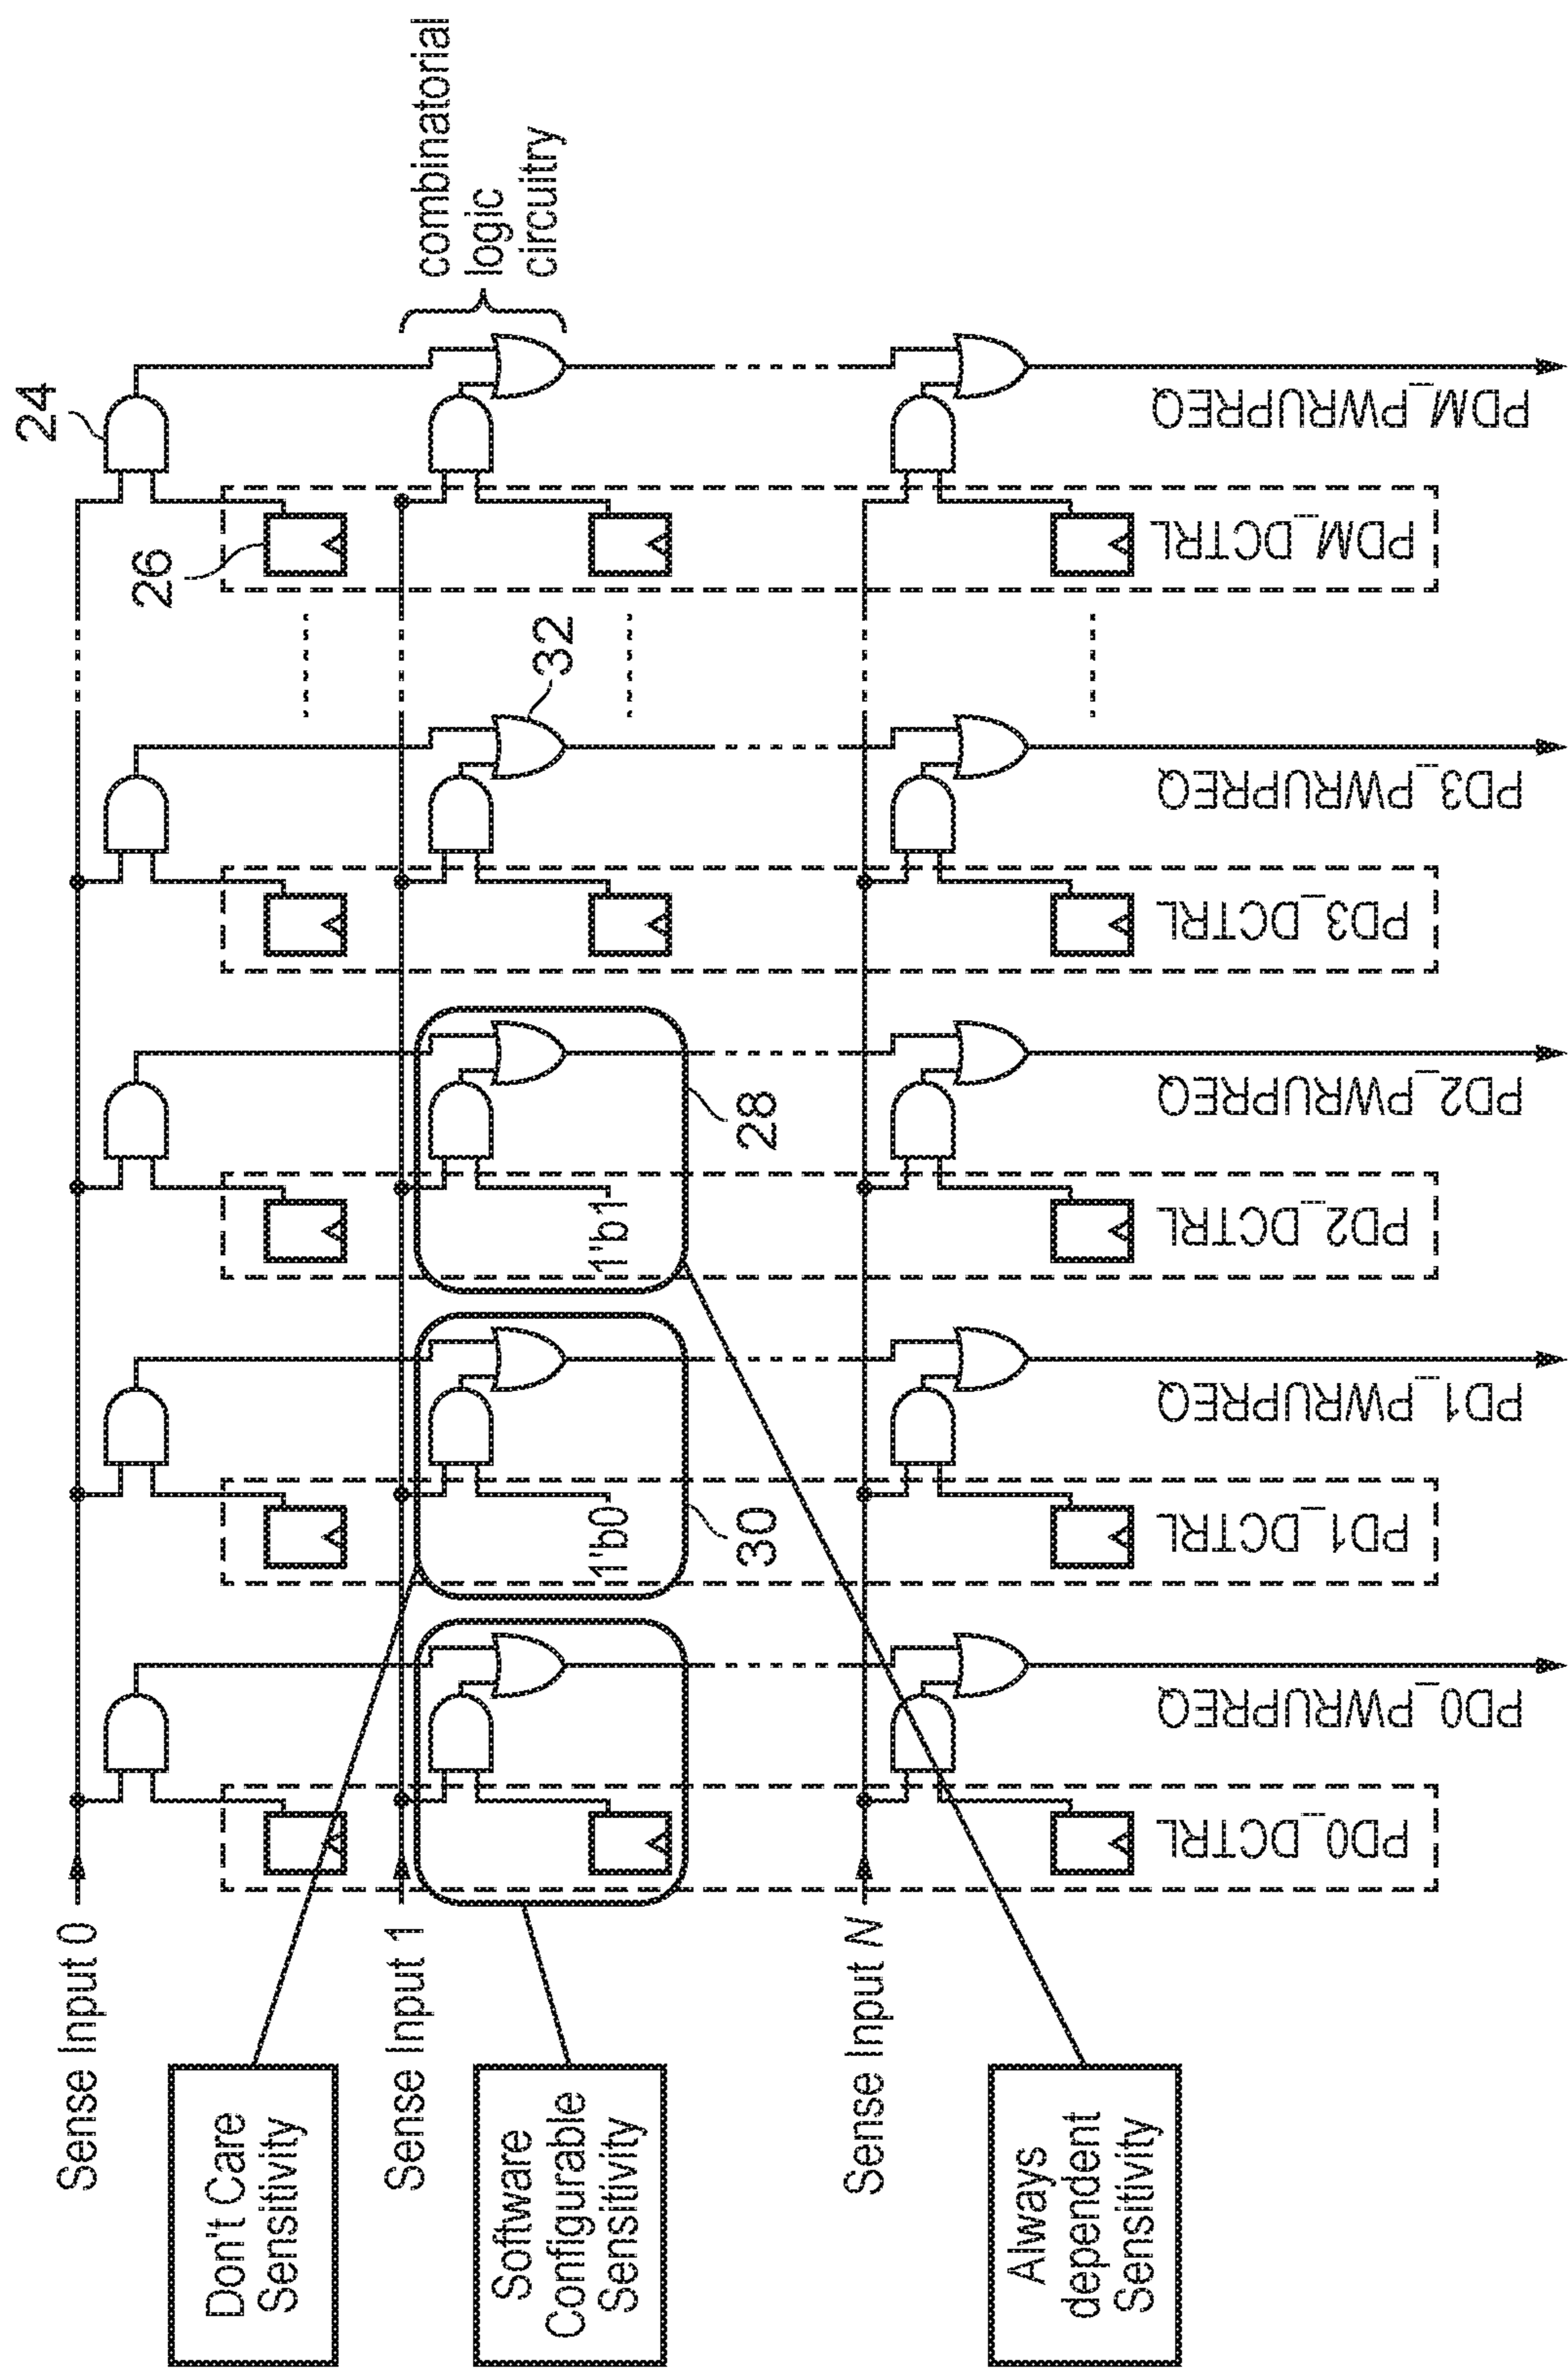 Sense Input 0
Don't Care
Sensitivity
Sense Input 1
Software
Configurable
Sensitivity
Sense Input N
Always
dependent
Sensitivity
24
26
combinatorial
logic
circuitry
32
28
1'b1
30
1'b0
PD0_DCTRL
PD0_PWRUPREQ
PD1_DCTRL
PD1_PWRUPREQ
PD2_DCTRL
PD2_PWRUPREQ
PD3_DCTRL
PD3_PWRUPREQ
PDM_DCTRL
PDM_PWRUPREQ